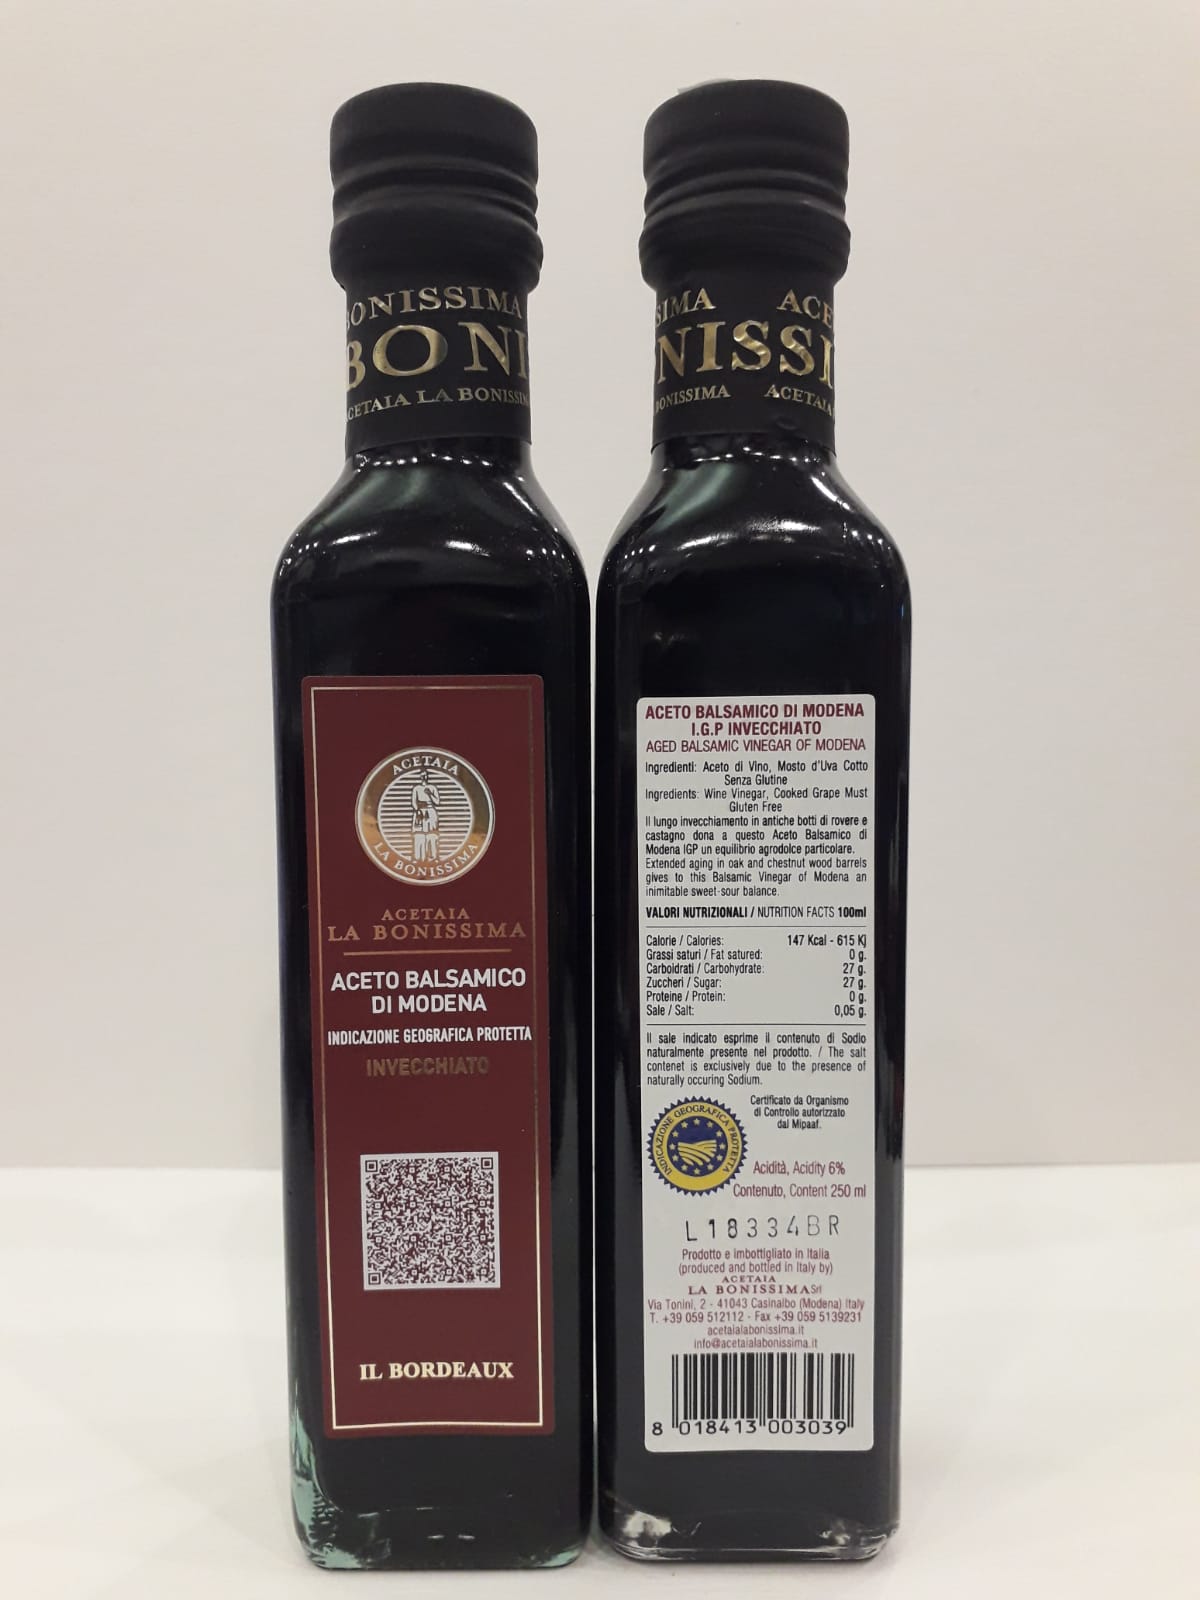 BONISSIMA
BONI
ACETAIA LA BONISSIM
ACETAIA
LA BONISSIMA
ACETAIA
LA BONISSIMA
ACETO BALSAMICO
DI MODENA
INDICAZIONE GEOGRAFICA PROTETTA
INVECCHIATO
IL BORDEAUX
SIMA ACE
NISSI
BONISSIMA ACETAIA
ACETO BALSAMICO DI MODENA
I.G.P INVECCHIATO
AGED BALSAMIC VINEGAR OF MODENA
Ingredienti: Aceto di Vino, Mosto d'Uva Cotto
Senza Glutine
Ingredients: Wine Vinegar, Cooked Grape Must
Gluten Free
Il lungo invecchiamento in antiche botti di rovere e
castagno dona a questo Aceto Balsamico di
Modena IGP un equilibrio agrodolce particolare.
Extended aging in oak and chestnut wood barrels
gives to this Balsamic Vinegar of Modena an
inimitable sweet-sour balance.
VALORI NUTRIZIONALI / NUTRITION FACTS 100ml
Calorie / Calories: 147 Kcal - 615 Kj
Grassi saturi / Fat satured: 0 g.
Carboidrati / Carbohydrate: 27 g.
Zuccheri / Sugar: 27 g.
Proteine / Protein: 0 g.
Sale / Salt: 0,05 g.
Il sale indicato esprime il contenuto di Sodio
naturalmente presente nel prodotto. / The salt
contenet is exclusively due to the presence of
naturally occuring Sodium.
INDICAZIONE GEOGRAFICA PROTETTA
Certificato da Organismo
di Controllo autorizzato
dal Mipaaf.
Acidità, Acidity 6%
Contenuto, Content 250 ml
L18334BR
Prodotto e imbottigliato in Italia
(produced and bottled in Italy by)
ACETAIA
LA BONISSIMA Srl
Via Tonini, 2 - 41043 Casinalbo (Modena) Italy
T. +39 059 512112 - Fax +39 059 5139231
acetaialabonissima.it
info@acetaialabonissima.it
8 018413 003039